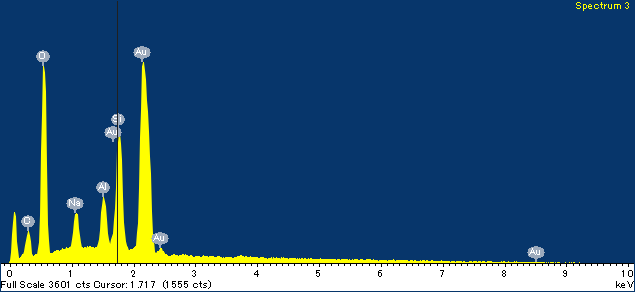 Spectrum 3
O
Au
Si
Au
Al
Na
C
Au
Au
0 1 2 3 4 5 6 7 8 9 10
Full Scale 3601 cts Cursor: 1.717 (1555 cts) keV